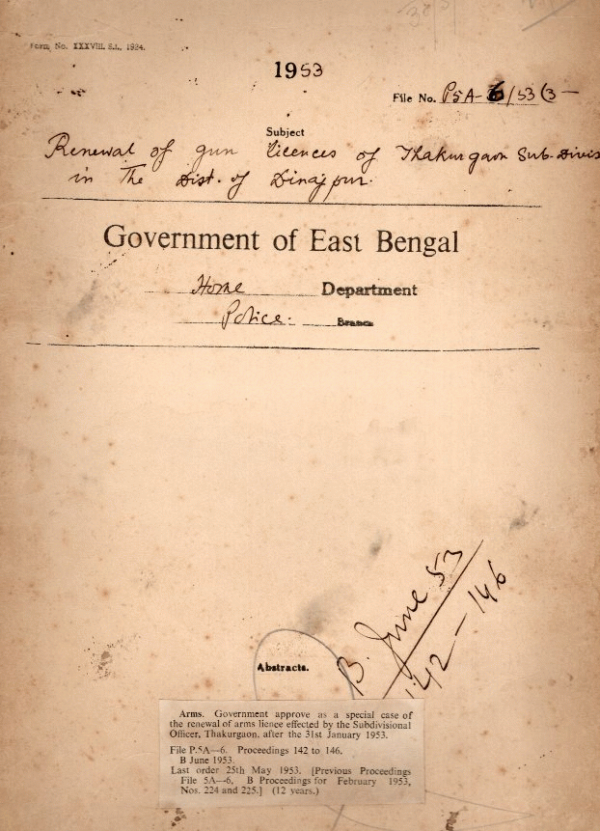 Form No. XXXVIII. S.L. 1924.
1953
File No. P5A-6/53(3-
Subject
Renewal of gun licences of Thakurgaon Sub-Divis
in the Dist. of Dinajpur.
Government of East Bengal
Home Department
Police. Branch
B. June 53
142 - 146
Abstracts.
Arms. Government approve as a special case of
the renewal of arms lience effected by the Subdivisional
Officer, Thakurgaon, after the 31st January 1953.
File P.5A—6. Proceedings 142 to 146.
B June 1953.
Last order 25th May 1953. [Previous Proceedings
File 5A—6, B Proceedings for February 1953,
Nos. 224 and 225.] (12 years.)